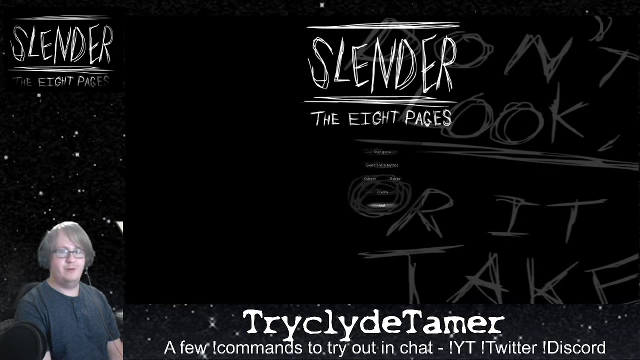 SLENDER
THE EIGHT PAGES
SLENDER
THE EIGHT PAGES
DON'T
LOOK
OR IT
TAKE
TryclydeTamer
A few !commands to try out in chat - !YT !Twitter !Discord